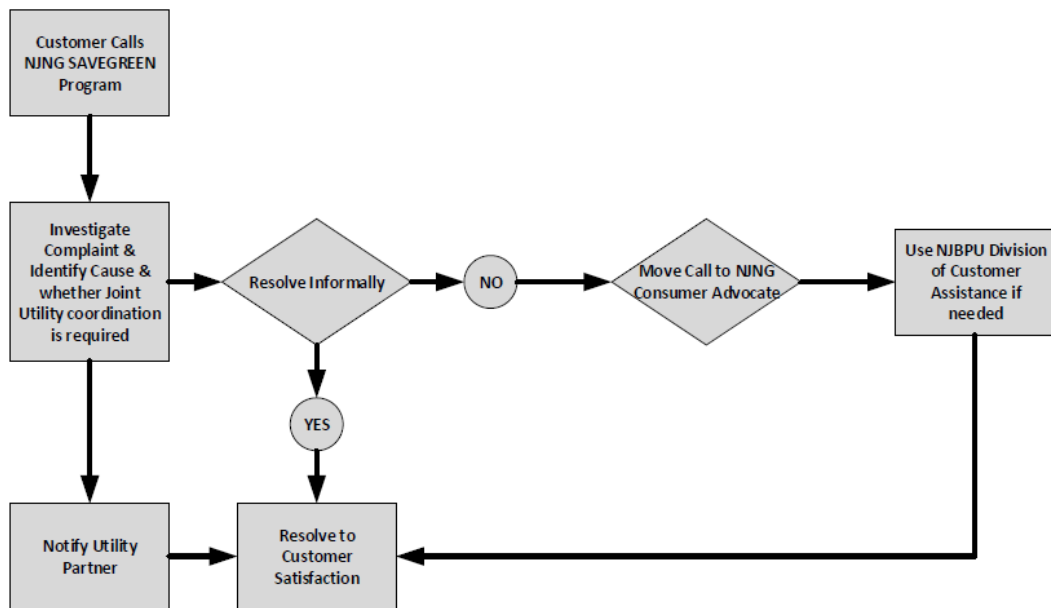 Customer Calls
NJNG SAVEGREEN
Program
Investigate
Complaint &
Identify Cause &
whether Joint
Utility coordination
is required
Resolve Informally
NO
Move Call to NJNG
Consumer Advocate
Use NJBPU Division
of Customer
Assistance if
needed
YES
Notify Utility
Partner
Resolve to
Customer
Satisfaction